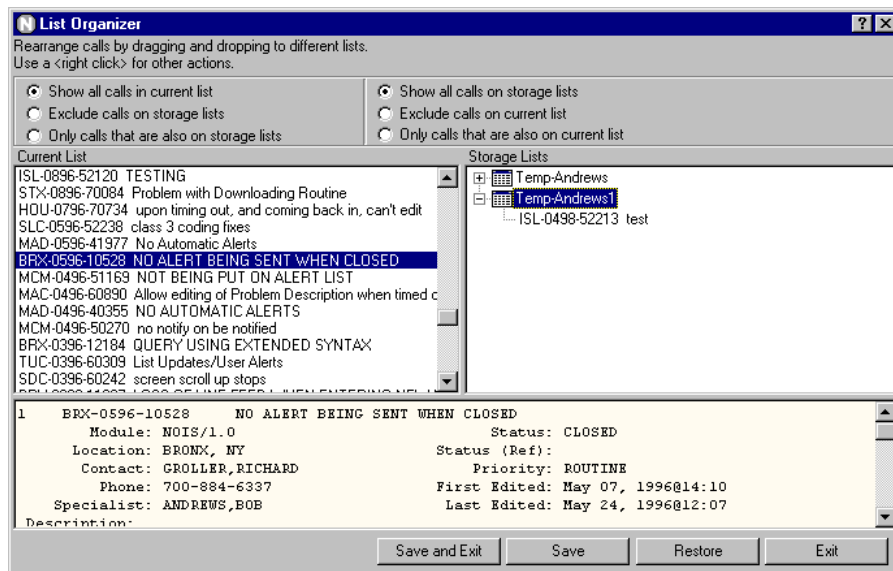 N List Organizer ? X
Rearrange calls by dragging and dropping to different lists.
Use a <right click> for other actions.
Show all calls in current list
Exclude calls on storage lists
Only calls that are also on storage lists
Show all calls on storage lists
Exclude calls on current list
Only calls that are also on current list
Current List
ISL-0896-52120 TESTING
STX-0896-70084 Problem with Downloading Routine
HOU-0796-70734 upon timing out, and coming back in, can't edit
SLC-0596-52238 class 3 coding fixes
MAD-0596-41977 No Automatic Alerts
BRX-0596-10528 NO ALERT BEING SENT WHEN CLOSED
MCM-0496-51169 NOT BEING PUT ON ALERT LIST
MAC-0496-60890 Allow editing of Problem Description when timed
MAD-0496-40355 NO AUTOMATIC ALERTS
MCM-0496-50270 no notify on be notified
BRX-0396-12184 QUERY USING EXTENDED SYNTAX
TUC-0396-60309 List Updates/User Alerts
SDC-0396-60242 screen scroll up stops
Storage Lists
Temp-Andrews
Temp-Andrews1
ISL-0498-52213 test
1 BRX-0596-10528 NO ALERT BEING SENT WHEN CLOSED
Module: NOIS/1.0 Status: CLOSED
Location: BRONX, NY Status (Ref):
Contact: GROLLER,RICHARD Priority: ROUTINE
Phone: 700-884-6337 First Edited: May 07, 1996@14:10
Specialist: ANDREWS,BOB Last Edited: May 24, 1996@12:07
Description:
Save and Exit Save Restore Exit